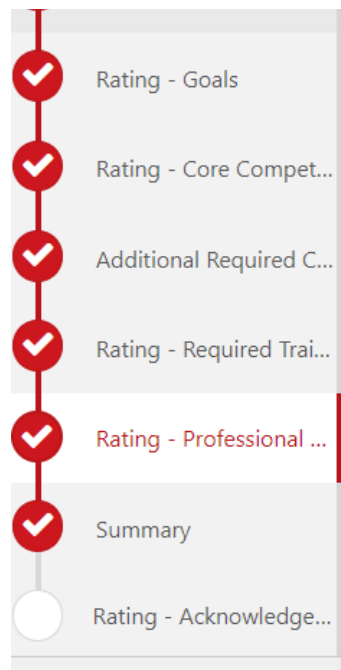 Rating - Goals
Rating - Core Compet...
Additional Required C...
Rating - Required Trai...
Rating - Professional ...
Summary
Rating - Acknowledge...